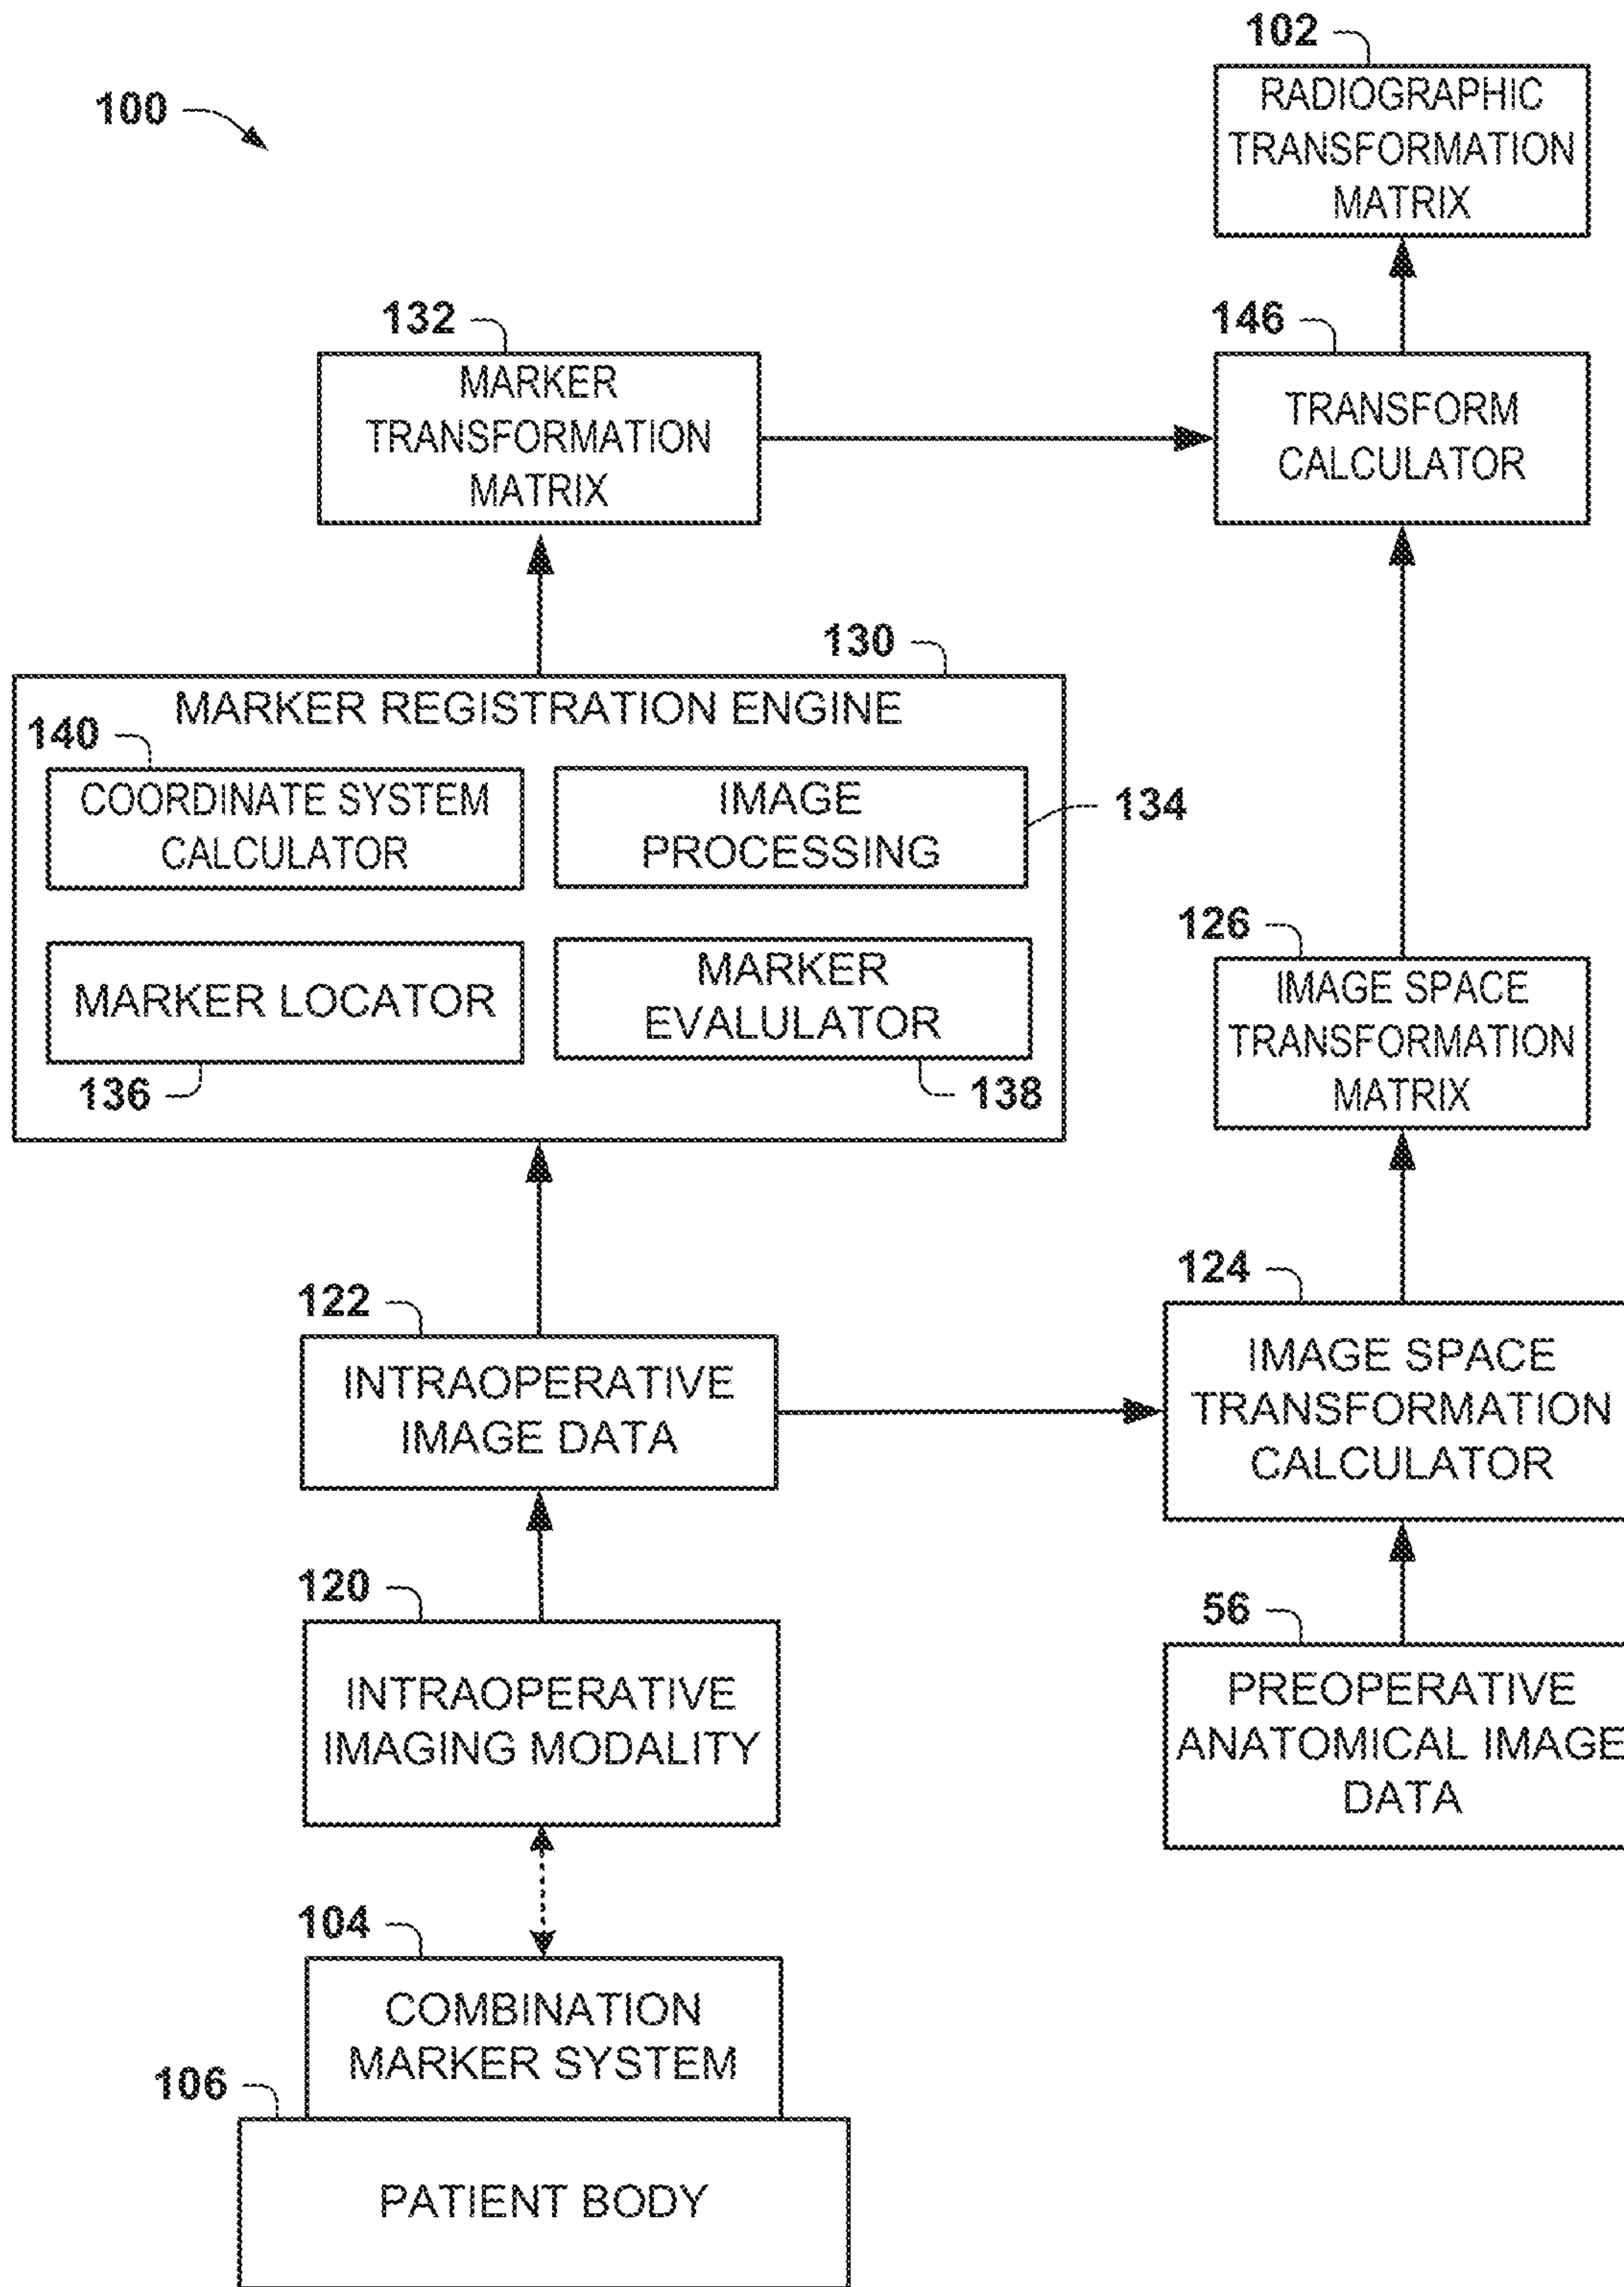 102
100
RADIOGRAPHIC
TRANSFORMATION
MATRIX
132
146
MARKER
TRANSFORMATION
MATRIX
TRANSFORM
CALCULATOR
130
MARKER REGISTRATION ENGINE
140
COORDINATE SYSTEM
CALCULATOR
IMAGE
PROCESSING
134
MARKER LOCATOR
136
MARKER
EVALULATOR
138
126
IMAGE SPACE
TRANSFORMATION
MATRIX
122
INTRAOPERATIVE
IMAGE DATA
124
IMAGE SPACE
TRANSFORMATION
CALCULATOR
120
INTRAOPERATIVE
IMAGING MODALITY
56
PREOPERATIVE
ANATOMICAL IMAGE
DATA
104
COMBINATION
MARKER SYSTEM
106
PATIENT BODY